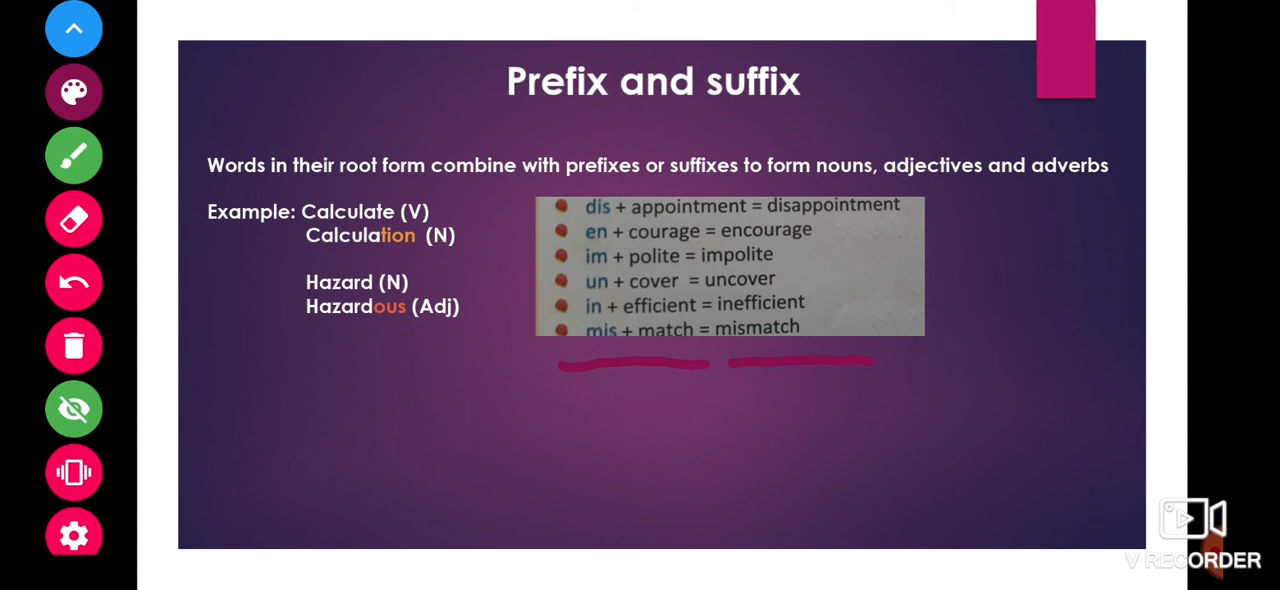 Prefix and suffix
Words in their root form combine with prefixes or suffixes to form nouns, adjectives and adverbs
Example: Calculate (V)
Calculation (N)
Hazard (N)
Hazardous (Adj)
dis + appointment = disappointment
en + courage = encourage
im + polite = impolite
un + cover = uncover
in + efficient = inefficient
mis + match = mismatch
V RECORDER